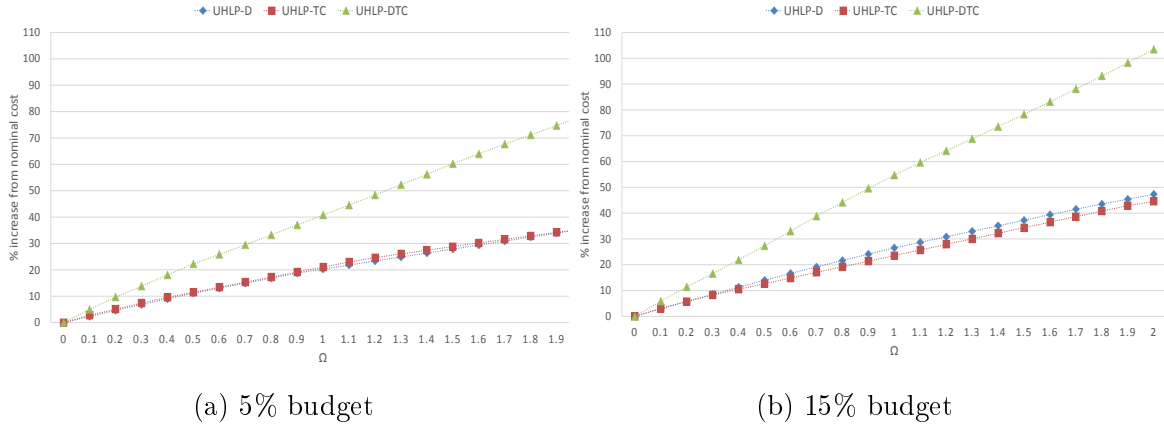 UHLP-D UHLP-TC UHLP-DTC
110
100
90
80
70
60
50
40
30
20
10
0
% increase from nominal cost
0 0.1 0.2 0.3 0.4 0.5 0.6 0.7 0.8 0.9 1 1.1 1.2 1.3 1.4 1.5 1.6 1.7 1.8 1.9
Ω
(a) 5% budget
UHLP-D UHLP-TC UHLP-DTC
110
100
90
80
70
60
50
40
30
20
10
0
% increase from nominal cost
0 0.1 0.2 0.3 0.4 0.5 0.6 0.7 0.8 0.9 1 1.1 1.2 1.3 1.4 1.5 1.6 1.7 1.8 1.9 2
Ω
(b) 15% budget